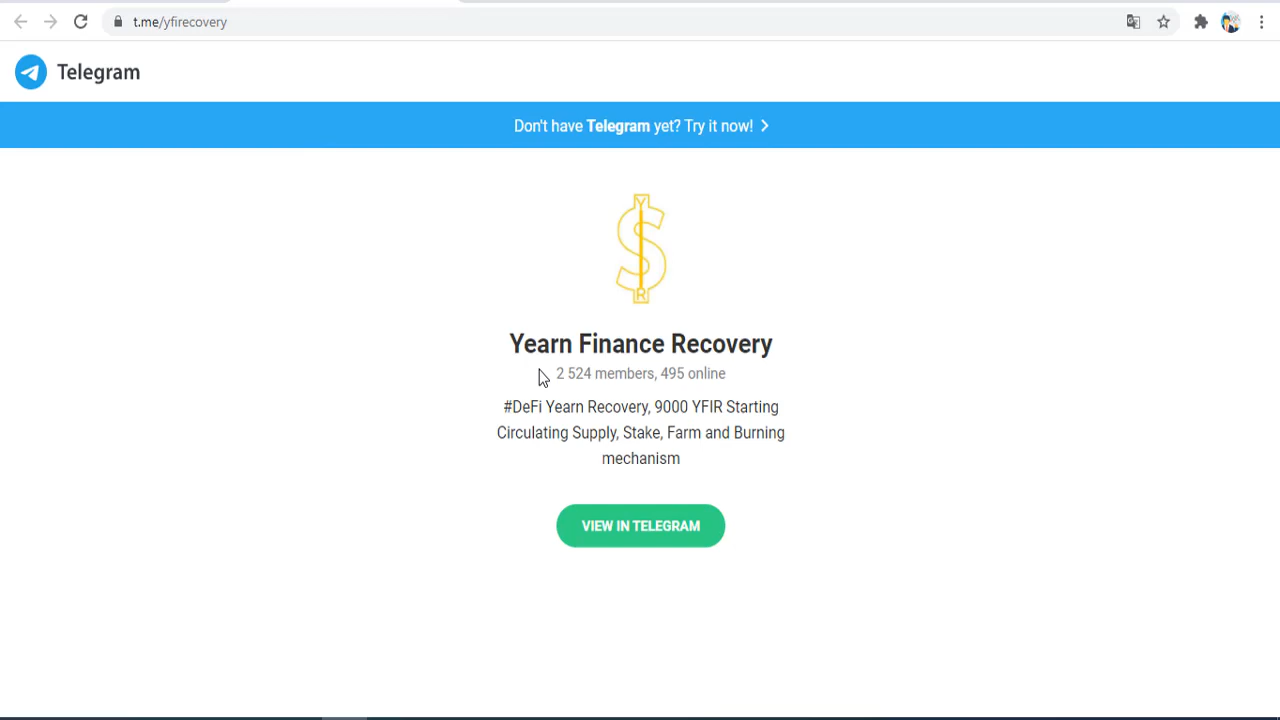 t.me/yfirecovery
Telegram
Don't have Telegram yet? Try it now!
Y
R
Yearn Finance Recovery
2 524 members, 495 online
#DeFi Yearn Recovery, 9000 YFIR Starting
Circulating Supply, Stake, Farm and Burning
mechanism
VIEW IN TELEGRAM